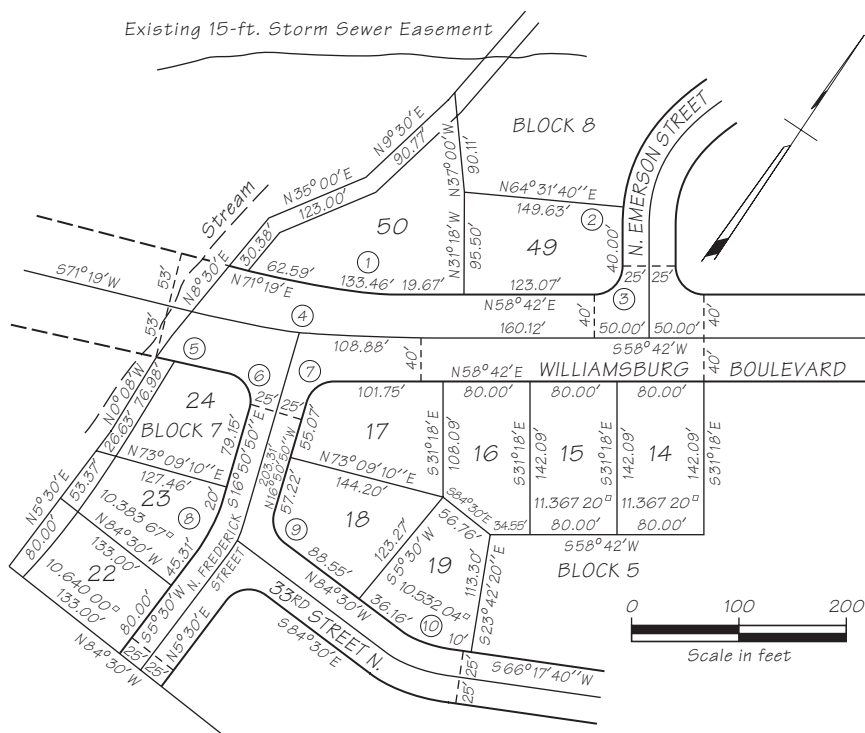 Existing 15-ft. Storm Sewer Easement
BLOCK 8
N. EMERSON STREET
N9°30'E
90.77'
N37°00'W
90.11'
N35°00'E
123.00'
Stream
N64°31'40"E
149.63'
②
50
49
40.00'
30.38'
N31°18'W
95.50'
53'
S71°19'W
N8°30'E
62.59'
①
133.46'
19.67'
123.07'
25'
25'
N71°19'E
N58°42'E
③
40'
50.00'
50.00'
40'
④
160.12'
53'
⑤
108.88'
S58°42'W
40'
40'
⑥
⑦
N58°42'E
WILLIAMSBURG
BOULEVARD
N0°08'W
76.98'
26.63'
24
BLOCK 7
25'
25'
79.15'
S16°50'50"E
55.07'
101.75'
80.00'
80.00'
80.00'
17
16
15
14
S31°18'E
108.09'
S31°18'E
142.09'
S31°18'E
142.09'
142.09'
S31°18'E
N73°09'10"E
127.46'
203.31'
N16°50'50"W
57.22'
N73°09'10"E
144.20'
N5°30'E
53.37'
23
10.383 67□
⑧
20'
N84°30'W
133.00'
45.31'
18
S84°30'E
56.76'
34.55'
11.367 20□
11.367 20□
80.00'
80.00'
S58°42'W
BLOCK 5
80.00'
22
10.640 00□
133.00'
80.00'
S5°30'W
N. FREDERICK
STREET
⑨
88.55'
123.27'
S5°30'W
19
10.532 04□
113.30'
S23°42'20"E
N84°30'W
36.16'
⑩
10'
N84°30'W
25'
25'
N5°30'E
33RD STREET N.
S84°30'E
25'
25'
S66°17'40"W
0 100 200
Scale in feet